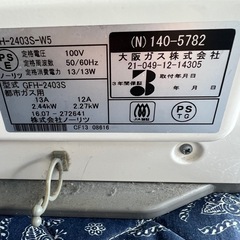 H-2403S-W5
PS
E
定格電圧 100V
定格周波数 50/60Hz
定格消費電力 13/13W
型式名 GFH-2403S
都市ガス用
13A 12A
2.44kW 2.27kW
16.07-272641
株式会社ノーリツ
CF13 08616
(N) 140-5782
大阪ガス株式会社
21-049-12-14305
3
年間保証
取付年月日
年 月 日
PS
TG